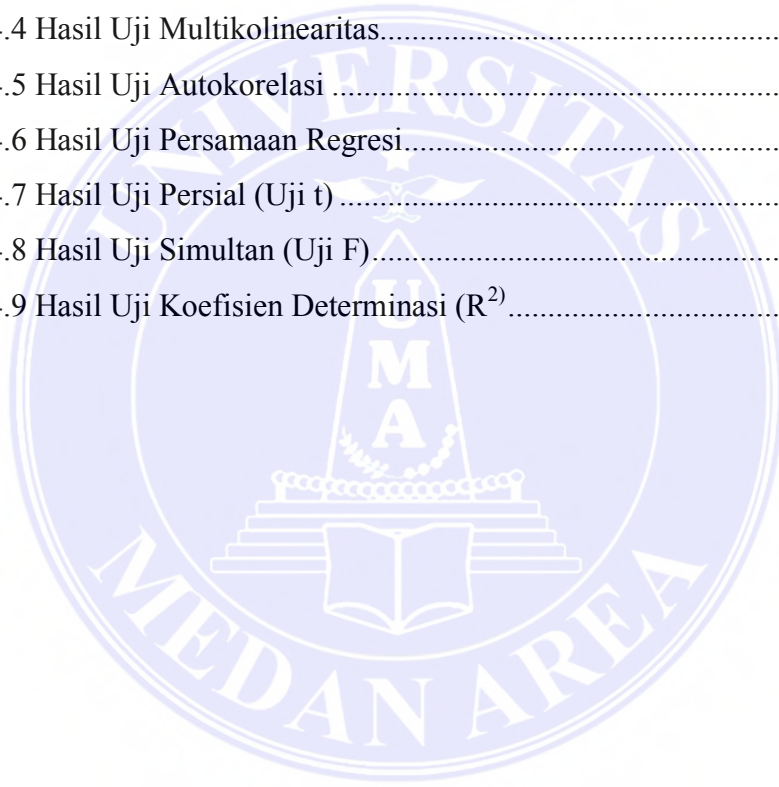 .4 Hasil Uji Multikolinearitas
.5 Hasil Uji Autokorelasi
.6 Hasil Uji Persamaan Regresi
.7 Hasil Uji Persial (Uji t)
.8 Hasil Uji Simultan (Uji F)
.9 Hasil Uji Koefisien Determinasi (R²⁾
UNIVERSITAS
UMA
MEDAN AREA